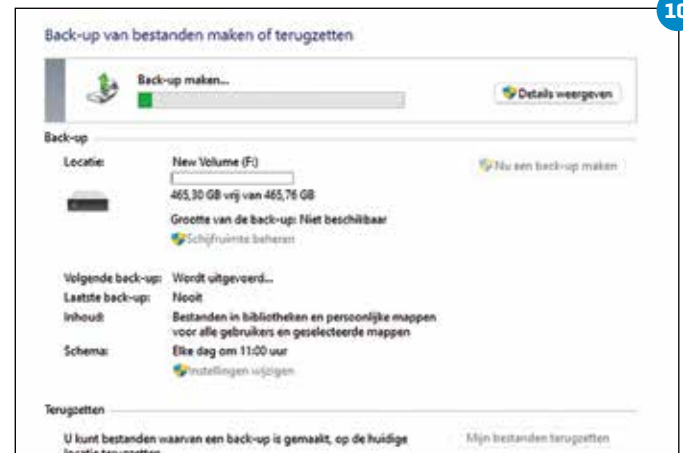 10
Back-up van bestanden maken of terugzetten
Back-up maken...
Details weergeven
Back-up
Locatie: New Volume (F:)
Nu een back-up maken
465,30 GB vrij van 465,76 GB
Grootte van de back-up: Niet beschikbaar
Schijfruimte beheren
Volgende back-up: Wordt uitgevoerd...
Laatste back-up: Nooit
Inhoud: Bestanden in bibliotheken en persoonlijke mappen
voor alle gebruikers en geselecteerde mappen
Schema: Elke dag om 11:00 uur
Instellingen wijzigen
Terugzetten
U kunt bestanden waarvan een back-up is gemaakt, op de huidige
Mijn bestanden terugzetten
locatie terugzetten